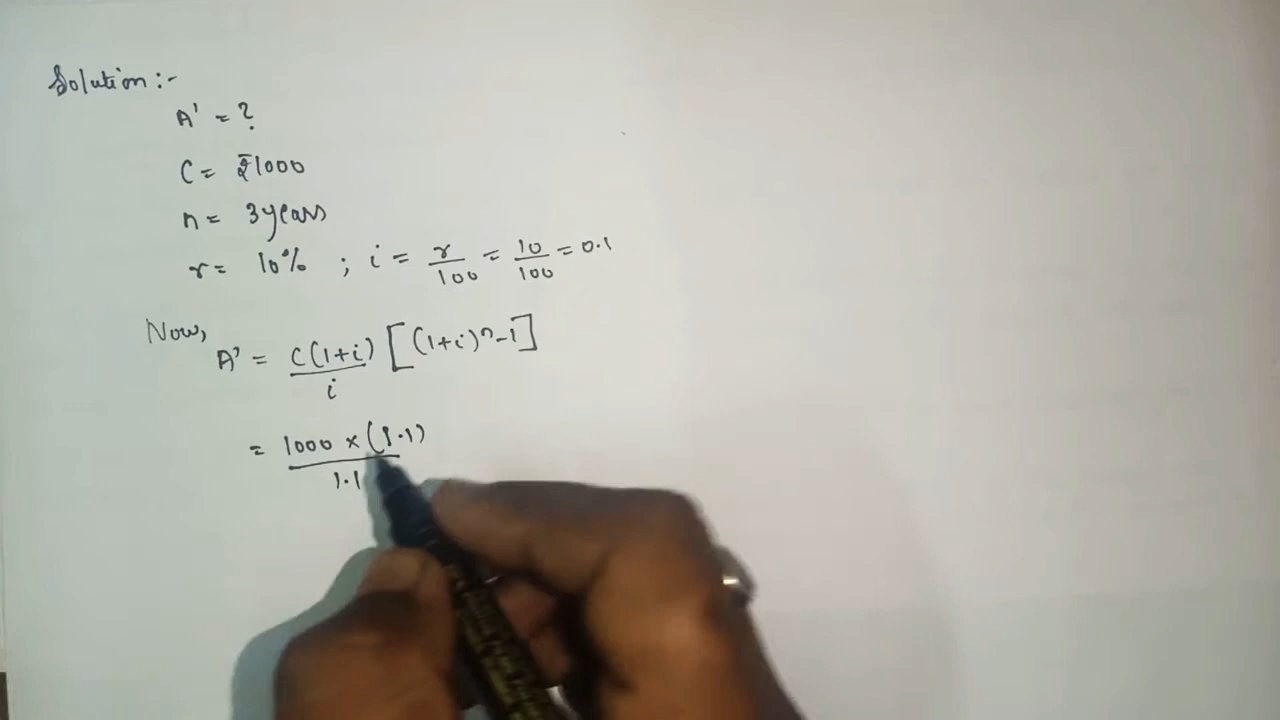 Solution :-
A' = ?
C = ₹1000
n = 3years
r = 10% ; i = r/100 = 10/100 = 0.1
Now,
A' = C(1+i)/i [(1+i)ⁿ-1]
= 1000 × (1.1)/1.1